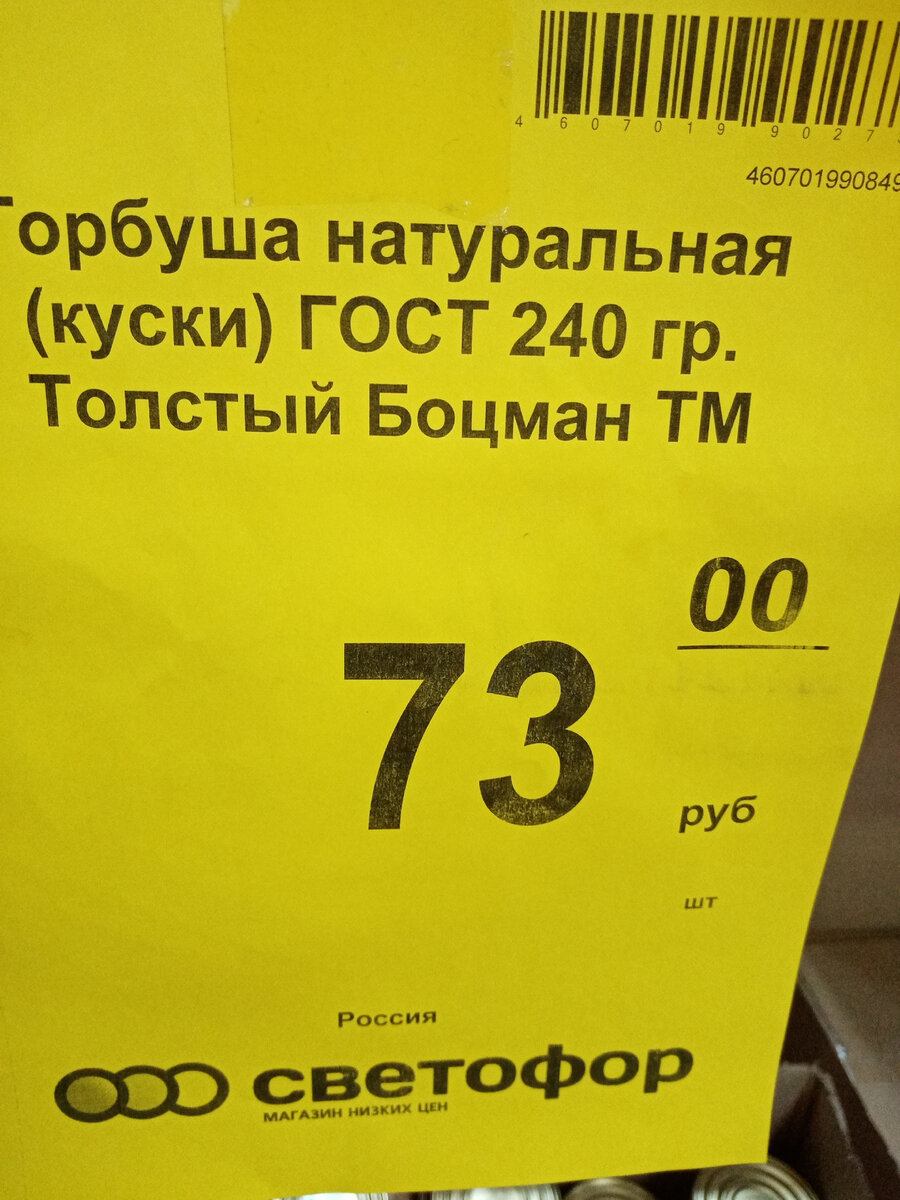 4 607019 9027
460701990849
Горбуша натуральная
(куски) ГОСТ 240 гр.
Толстый Боцман ТМ
00
73
руб
шт
Россия
светофор
МАГАЗИН НИЗКИХ ЦЕН